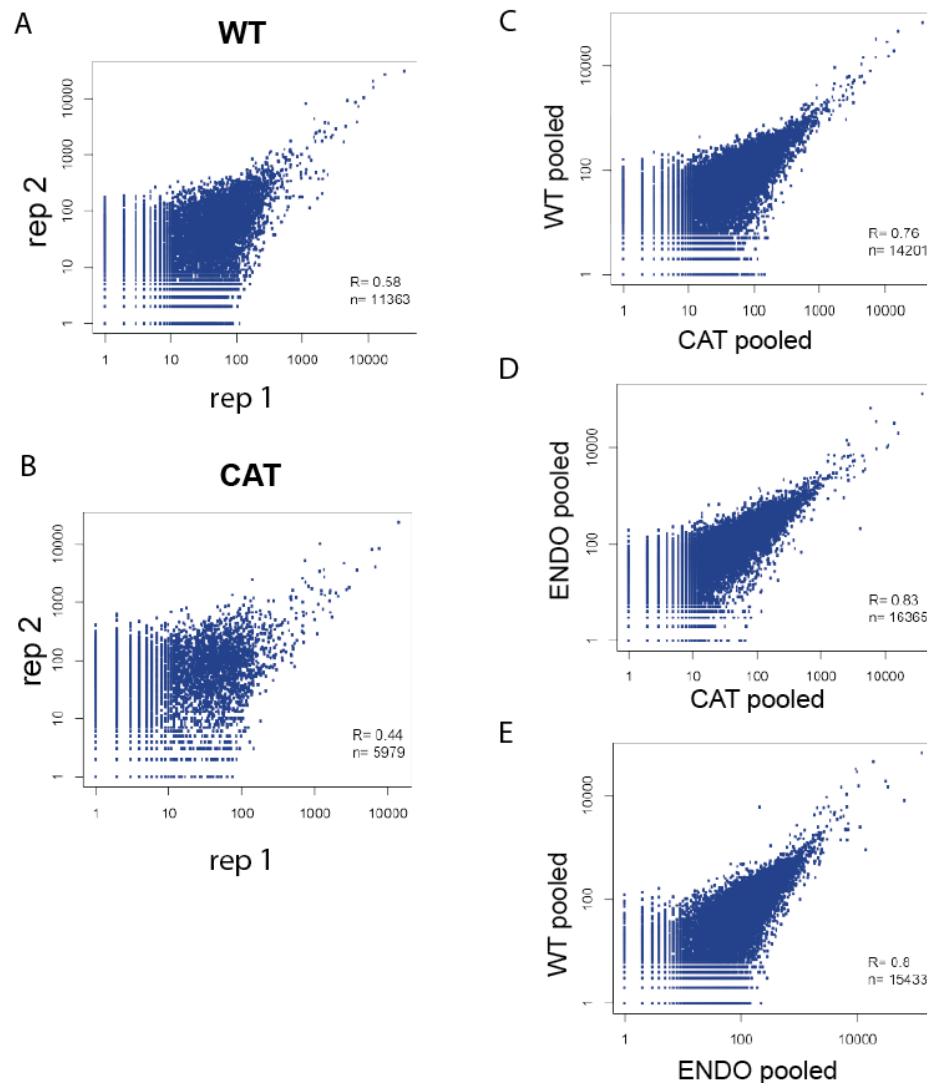 A
WT
10000
1000
100
10
1
rep 2
R= 0.58
n= 11363
1 10 100 1000 10000
rep 1
B
CAT
10000
1000
100
10
1
rep 2
R= 0.44
n= 5979
1 10 100 1000 10000
rep 1
C
10000
100
1
WT pooled
R= 0.76
n= 14201
1 10 100 1000 10000
CAT pooled
D
10000
100
1
ENDO pooled
R= 0.83
n= 16365
1 10 100 1000 10000
CAT pooled
E
10000
100
1
WT pooled
R= 0.8
n= 15433
1 100 10000
ENDO pooled